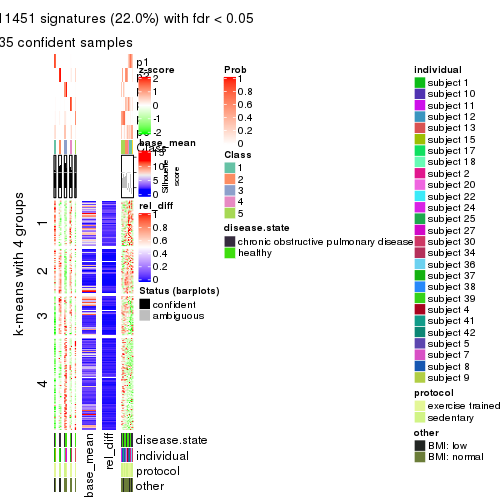 11451 signatures (22.0%) with fdr < 0.05
35 confident samples
p1
z-score
2
1
0
-1
-2
base_mean
15
10
5
0
Silhouette
score
rel_diff
1
0.8
0.6
0.4
0.2
0
Status (barplots)
confident
ambiguous
k-means with 4 groups
1
2
3
4
base_mean
rel_diff
disease.state
individual
protocol
other
Prob
1
0.8
0.6
0.4
0.2
0
Class
1
2
3
4
5
disease.state
chronic obstructive pulmonary disease
healthy
individual
subject 1
subject 10
subject 11
subject 12
subject 13
subject 15
subject 17
subject 18
subject 2
subject 20
subject 22
subject 24
subject 25
subject 27
subject 30
subject 34
subject 36
subject 37
subject 38
subject 39
subject 4
subject 41
subject 42
subject 5
subject 7
subject 8
subject 9
protocol
exercise trained
sedentary
other
BMI: low
BMI: normal